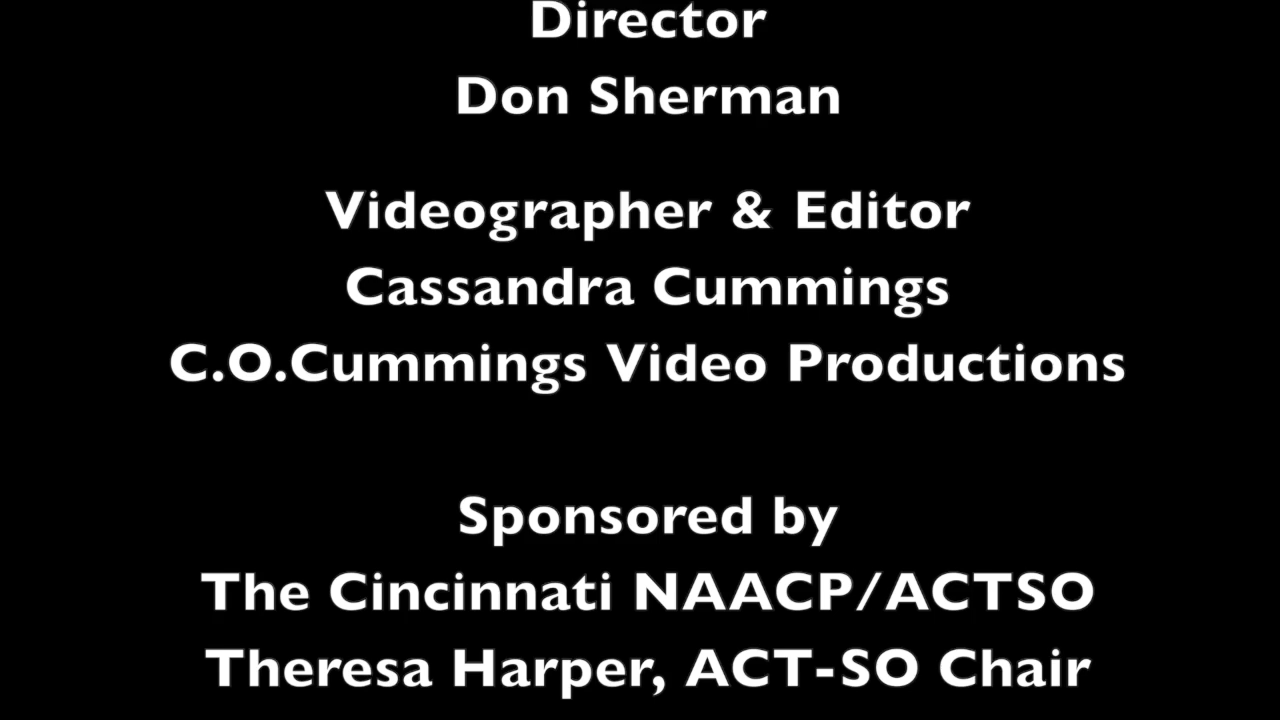 Director
Don Sherman
Videographer & Editor
Cassandra Cummings
C.O.Cummings Video Productions
Sponsored by
The Cincinnati NAACP/ACTSO
Theresa Harper, ACT-SO Chair